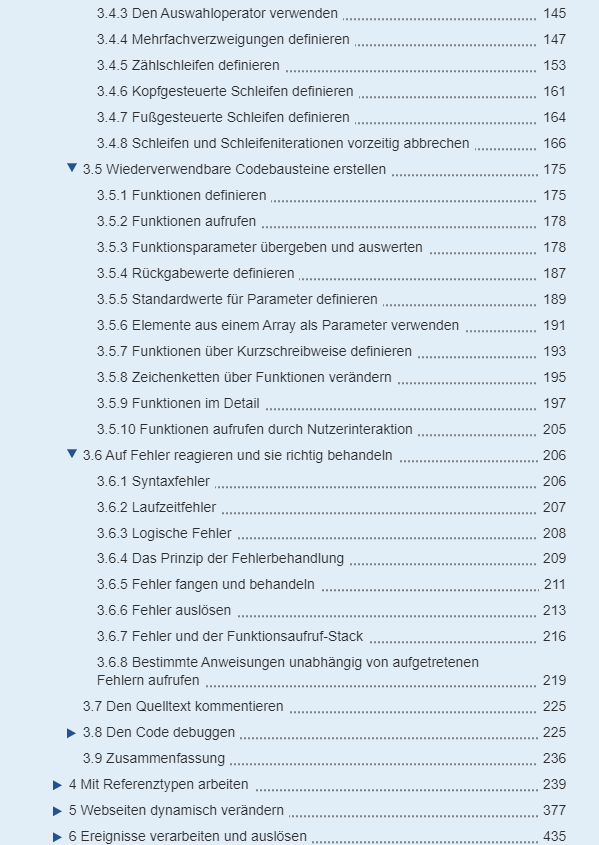 3.4.3 Den Auswahloperator verwenden 145
3.4.4 Mehrfachverzweigungen definieren 147
3.4.5 Zählschleifen definieren 153
3.4.6 Kopfgesteuerte Schleifen definieren 161
3.4.7 Fußgesteuerte Schleifen definieren 164
3.4.8 Schleifen und Schleifeniterationen vorzeitig abbrechen 166
3.5 Wiederverwendbare Codebausteine erstellen 175
3.5.1 Funktionen definieren 175
3.5.2 Funktionen aufrufen 178
3.5.3 Funktionsparameter übergeben und auswerten 178
3.5.4 Rückgabewerte definieren 187
3.5.5 Standardwerte für Parameter definieren 189
3.5.6 Elemente aus einem Array als Parameter verwenden 191
3.5.7 Funktionen über Kurzschreibweise definieren 193
3.5.8 Zeichenketten über Funktionen verändern 195
3.5.9 Funktionen im Detail 197
3.5.10 Funktionen aufrufen durch Nutzerinteraktion 205
3.6 Auf Fehler reagieren und sie richtig behandeln 206
3.6.1 Syntaxfehler 206
3.6.2 Laufzeitfehler 207
3.6.3 Logische Fehler 208
3.6.4 Das Prinzip der Fehlerbehandlung 209
3.6.5 Fehler fangen und behandeln 211
3.6.6 Fehler auslösen 213
3.6.7 Fehler und der Funktionsaufruf-Stack 216
3.6.8 Bestimmte Anweisungen unabhängig von aufgetretenen
Fehlern aufrufen 219
3.7 Den Quelltext kommentieren 225
3.8 Den Code debuggen 225
3.9 Zusammenfassung 236
4 Mit Referenztypen arbeiten 239
5 Webseiten dynamisch verändern 377
6 Ereignisse verarbeiten und auslösen 435